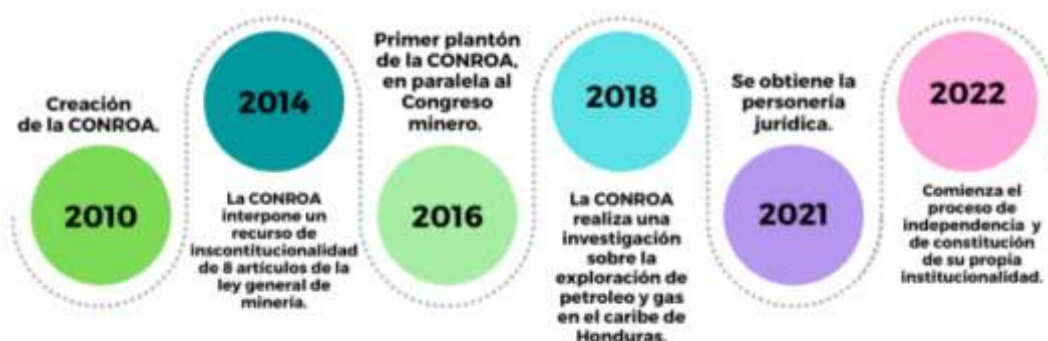 Creación
de la CONROA.
2010
2014
La CONROA
interpone un
recurso de
inscontitucionalidad
de 8 artículos de la
ley general de
minería.
Primer plantón
de la CONROA,
en paralela al
Congreso
minero.
2016
2018
La CONROA
realiza una
investigación
sobre la
exploración de
petroleo y gas
en el caribe de
Honduras.
Se obtiene la
personería
jurídica.
2021
2022
Comienza el
proceso de
independencia y
de constitución
de su propia
institucionalidad.